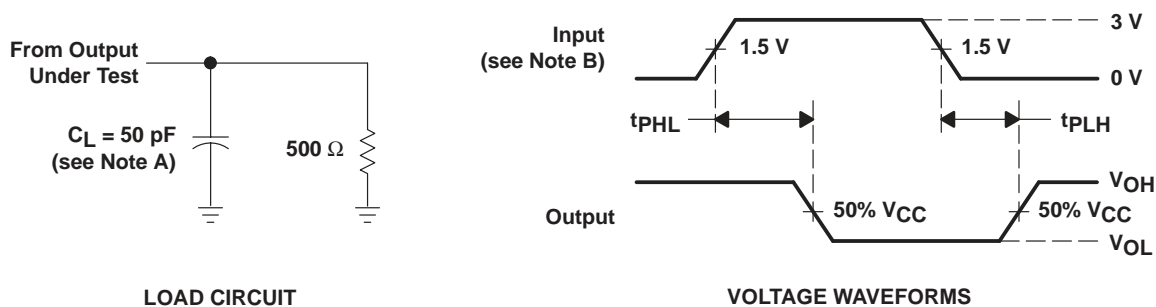 From Output
Under Test
CL = 50 pF
(see Note A)
500 Ω
LOAD CIRCUIT
Input
(see Note B)
1.5 V
1.5 V
3 V
0 V
tPHL
tPLH
Output
50% VCC
50% VCC
VOH
VOL
VOLTAGE WAVEFORMS